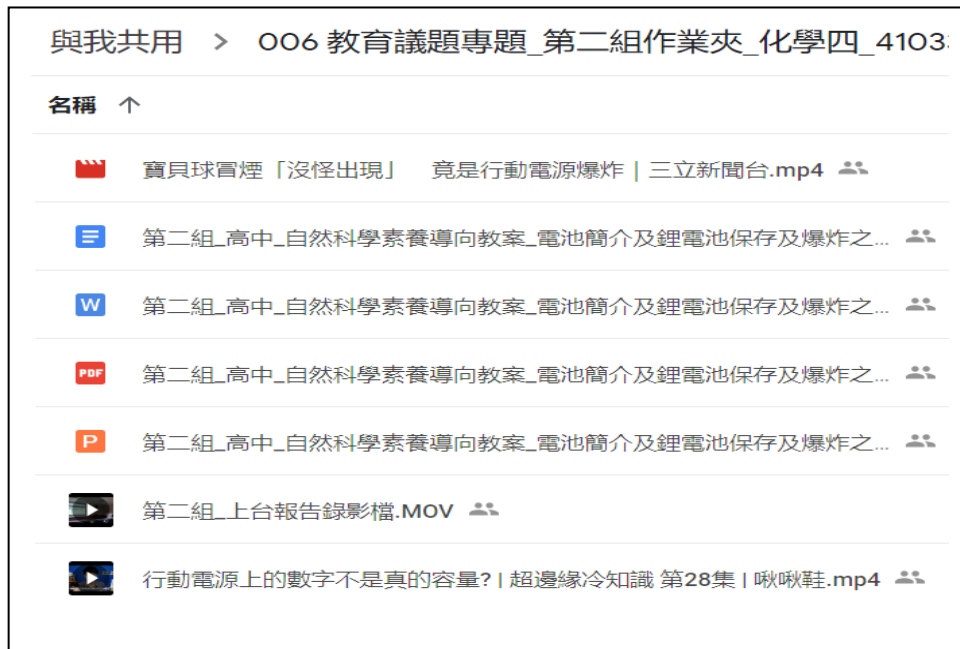 與我共用 > 006 教育議題專題_第二組作業夾_化學四_4103
名稱 ↑
寶貝球冒煙「沒怪出現」 竟是行動電源爆炸 | 三立新聞台.mp4
第二組_高中_自然科學素養導向教案_電池簡介及鋰電池保存及爆炸之...
W 第二組_高中_自然科學素養導向教案_電池簡介及鋰電池保存及爆炸之...
PDF 第二組_高中_自然科學素養導向教案_電池簡介及鋰電池保存及爆炸之...
P 第二組_高中_自然科學素養導向教案_電池簡介及鋰電池保存及爆炸之...
第二組_上台報告錄影檔.MOV
行動電源上的數字不是真的容量? | 超邊緣冷知識 第28集 | 啾啾鞋.mp4